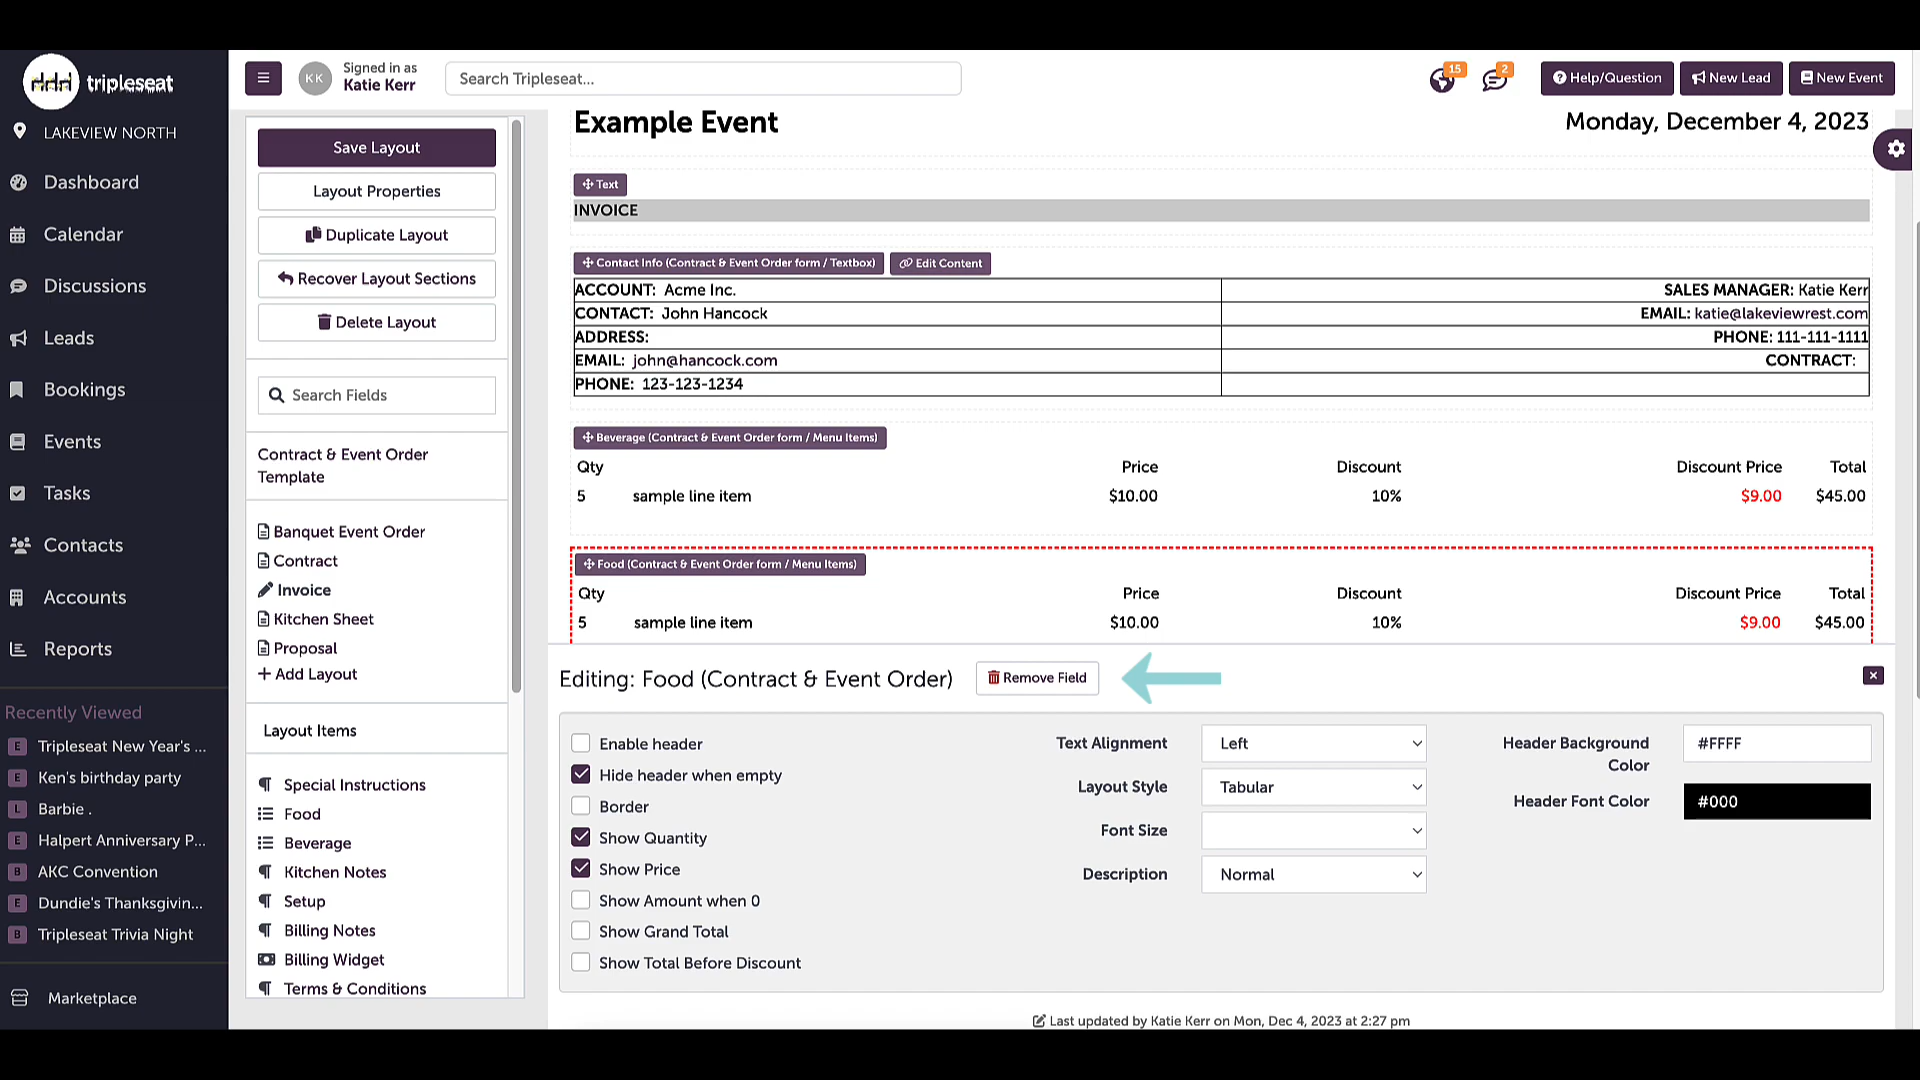 tripleseat
LAKEVIEW NORTH
Dashboard
Calendar
Discussions
Leads
Bookings
Events
Tasks
Contacts
Accounts
Reports
Recently Viewed
E Tripleseat New Year's ...
E Ken's birthday party
L Barbie .
E Halpert Anniversary P...
B AKC Convention
E Dundie's Thanksgivin...
B Tripleseat Trivia Night
Marketplace
KK
Signed in as
Katie Kerr
Search Tripleseat...
15
2
Help/Question
New Lead
New Event
Save Layout
Layout Properties
Duplicate Layout
Recover Layout Sections
Delete Layout
Search Fields
Contract & Event Order
Template
Banquet Event Order
Contract
Invoice
Kitchen Sheet
Proposal
+ Add Layout
Layout Items
Special Instructions
Food
Beverage
Kitchen Notes
Setup
Billing Notes
Billing Widget
Terms & Conditions
Example Event
Monday, December 4, 2023
Text
INVOICE
Contact Info (Contract & Event Order form / Textbox)
Edit Content
ACCOUNT: Acme Inc. SALES MANAGER: Katie Kerr
CONTACT: John Hancock EMAIL: katie@lakeviewrest.com
ADDRESS: PHONE: 111-111-1111
EMAIL: john@hancock.com CONTRACT:
PHONE: 123-123-1234
Beverage (Contract & Event Order form / Menu Items)
Qty Price Discount Discount Price Total
5 sample line item $10.00 10% $9.00 $45.00
Food (Contract & Event Order form / Menu Items)
Qty Price Discount Discount Price Total
5 sample line item $10.00 10% $9.00 $45.00
Editing: Food (Contract & Event Order)
Remove Field
Enable header
Hide header when empty
Border
Show Quantity
Show Price
Show Amount when 0
Show Grand Total
Show Total Before Discount
Text Alignment Left
Layout Style Tabular
Font Size
Description Normal
Header Background
Color
#FFFF
Header Font Color #000
Last updated by Katie Kerr on Mon, Dec 4, 2023 at 2:27 pm